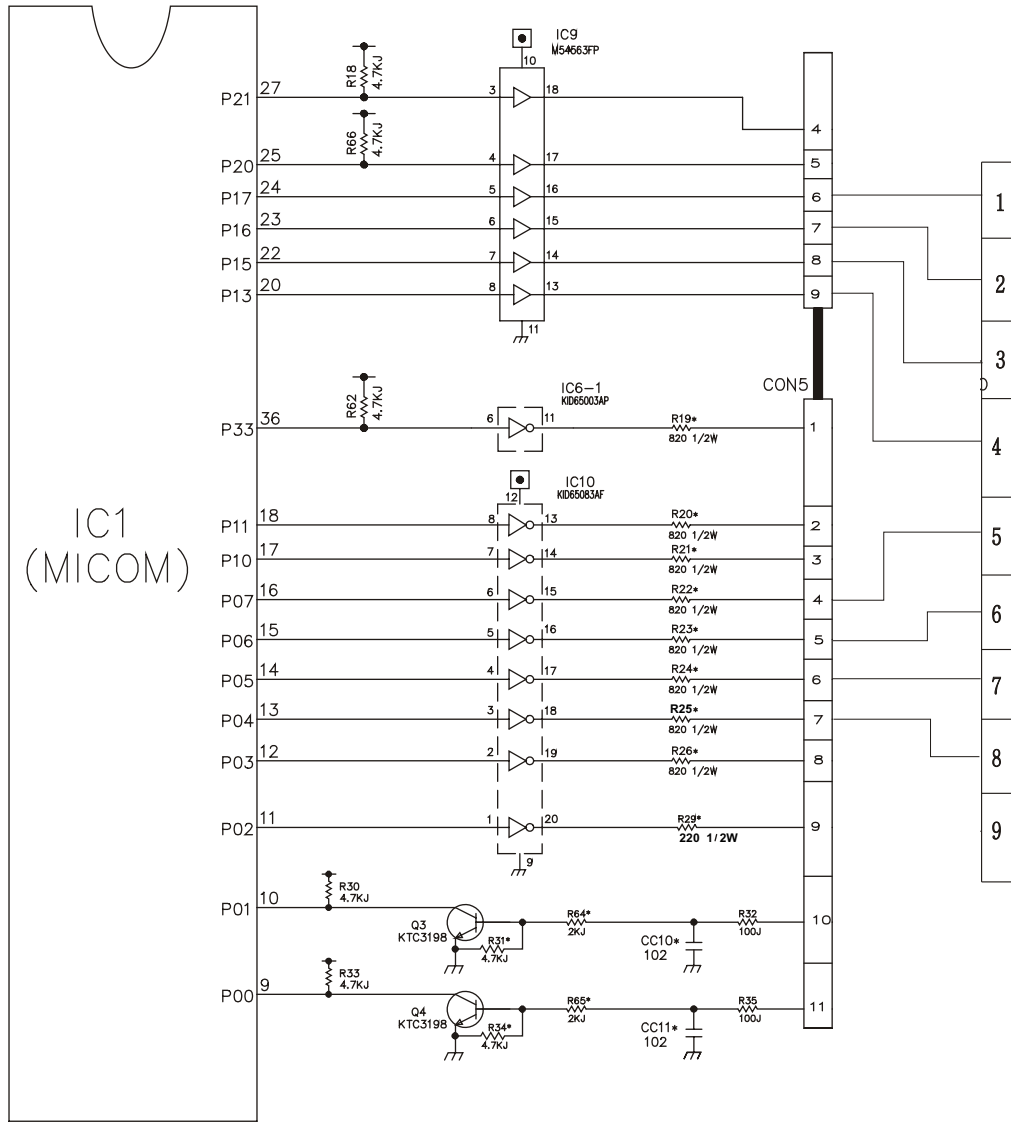 IC9
M54663FP
10
P21 27
R18
4.7KJ
3
18
4
R66
4.7KJ
P20 25
4
17
5
P17 24
5
16
6
1
P16 23
6
15
7
2
P15 22
7
14
8
3
P13 20
8
13
9
4
11
CON5
IC6-1
KID65003AP
R62
4.7KJ
P33 36
6
11
R19*
820 1/2W
1
IC1
(MICOM)
IC10
KID65083AF
12
P11 18
8
13
R20*
820 1/2W
2
5
P10 17
7
14
R21*
820 1/2W
3
P07 16
6
15
R22*
820 1/2W
4
6
P06 15
5
16
R23*
820 1/2W
5
P05 14
4
17
R24*
820 1/2W
6
7
P04 13
3
18
R25*
820 1/2W
7
P03 12
2
19
R26*
820 1/2W
8
8
P02 11
1
20
R29*
220 1/2W
9
9
9
P01 10
R30
4.7KJ
Q3
KTC3198
R31*
4.7KJ
R64*
2KJ
CC10*
102
R32
100J
10
P00 9
R33
4.7KJ
Q4
KTC3198
R34*
4.7KJ
R65*
2KJ
CC11*
102
R35
100J
11